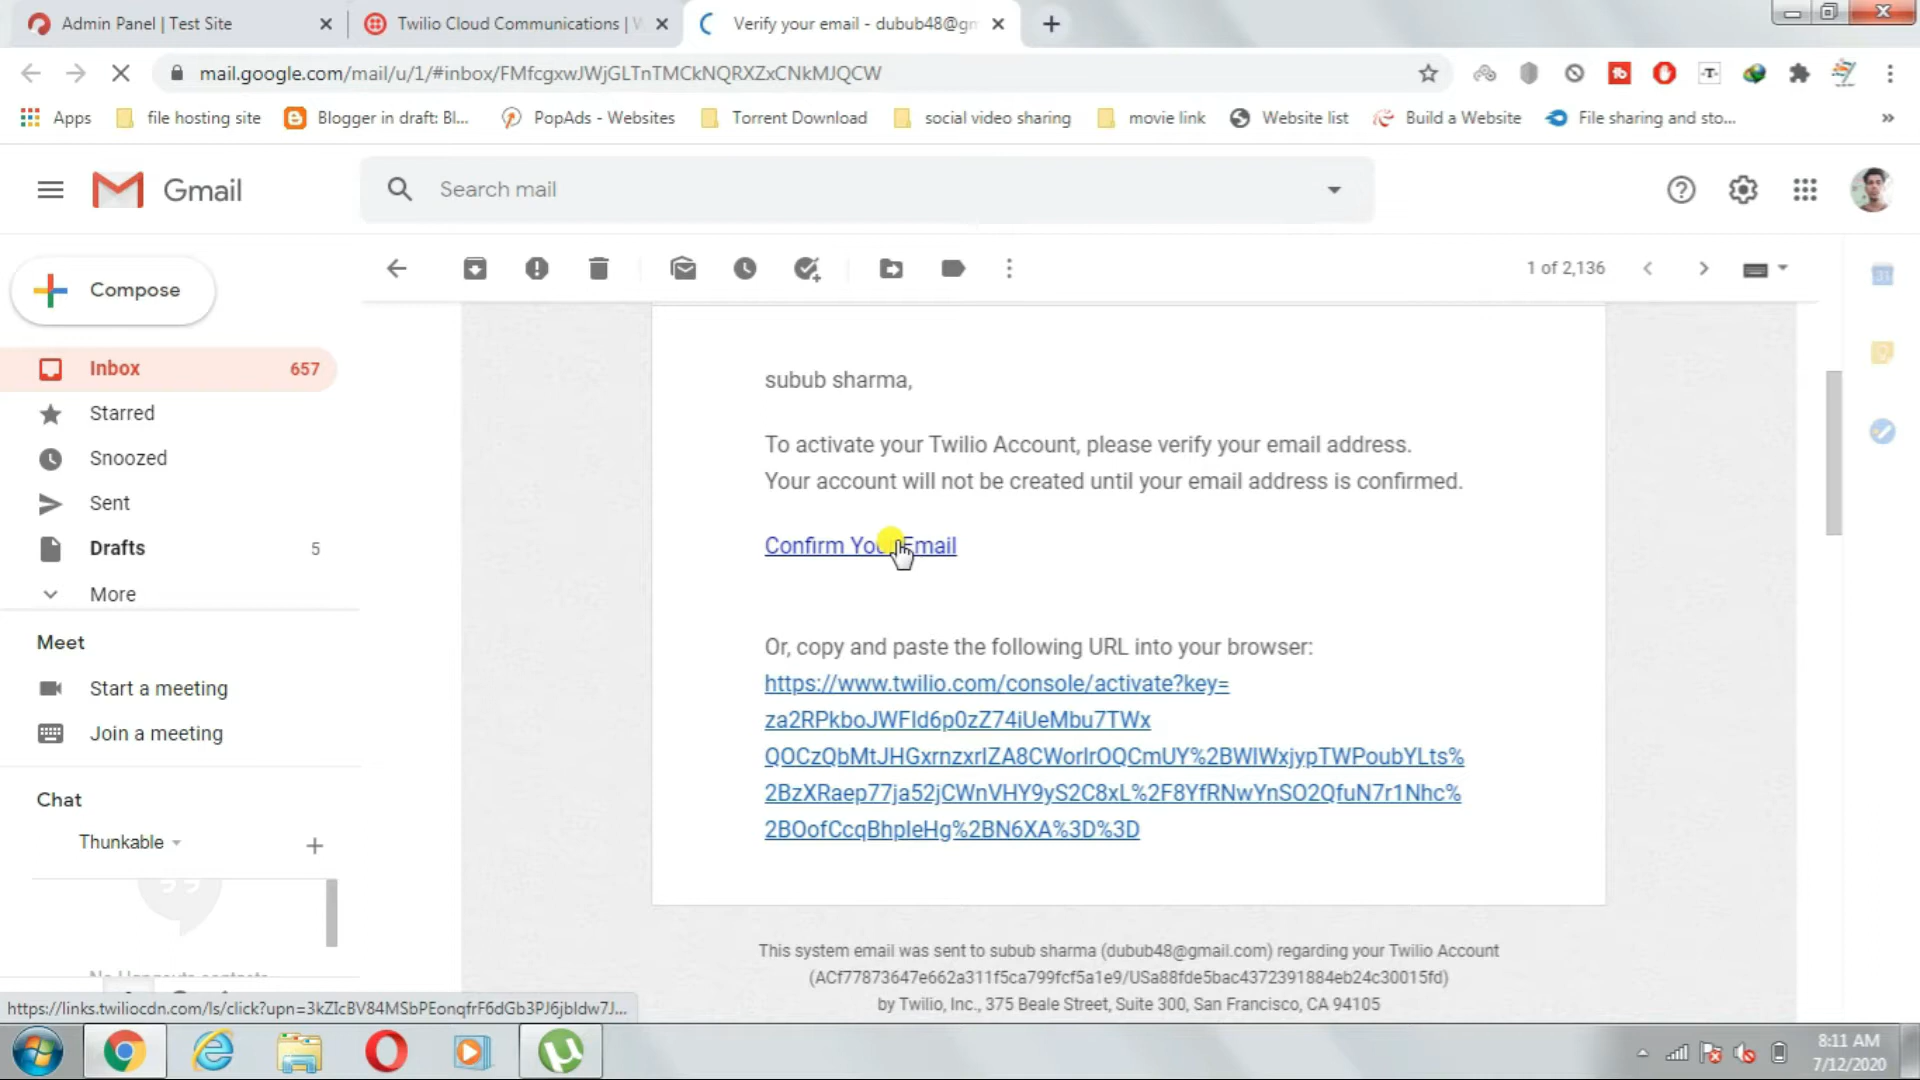 Admin Panel | Test Site
Twilio Cloud Communications | W
Verify your email - dubub48@gm
mail.google.com/mail/u/1/#inbox/FMfcgxwJWjGLTnTMCkNQRXZxCNkMJQCW
Apps
file hosting site
Blogger in draft: Bl...
PopAds - Websites
Torrent Download
social video sharing
movie link
Website list
Build a Website
File sharing and sto...
»
Gmail
Search mail
Compose
1 of 2,136
Inbox 657
Starred
Snoozed
Sent
Drafts 5
More
Meet
Start a meeting
Join a meeting
Chat
Thunkable
subub sharma,
To activate your Twilio Account, please verify your email address.
Your account will not be created until your email address is confirmed.
Confirm Your Email
Or, copy and paste the following URL into your browser:
https://www.twilio.com/console/activate?key=
za2RPkboJWFld6p0zZ74iUeMbu7TWx
QOCzQbMtJHGxrnzxrIZA8CWorlrOQCmUY%2BWlWxjypTWPoubYLts%
2BzXRaep77ja52jCWnVHY9yS2C8xL%2F8YfRNwYnSO2QfuN7r1Nhc%
2BOofCcqBhpleHg%2BN6XA%3D%3D
This system email was sent to subub sharma (dubub48@gmail.com) regarding your Twilio Account
(ACf77873647e662a311f5ca799fcf5a1e9/USa88fde5bac4372391884eb24c30015fd)
by Twilio, Inc., 375 Beale Street, Suite 300, San Francisco, CA 94105
https://links.twiliocdn.com/ls/click?upn=3kZIcBV84MSbPEonqfrF6dGb3PJ6jbldw7J...
8:11 AM
7/12/2020